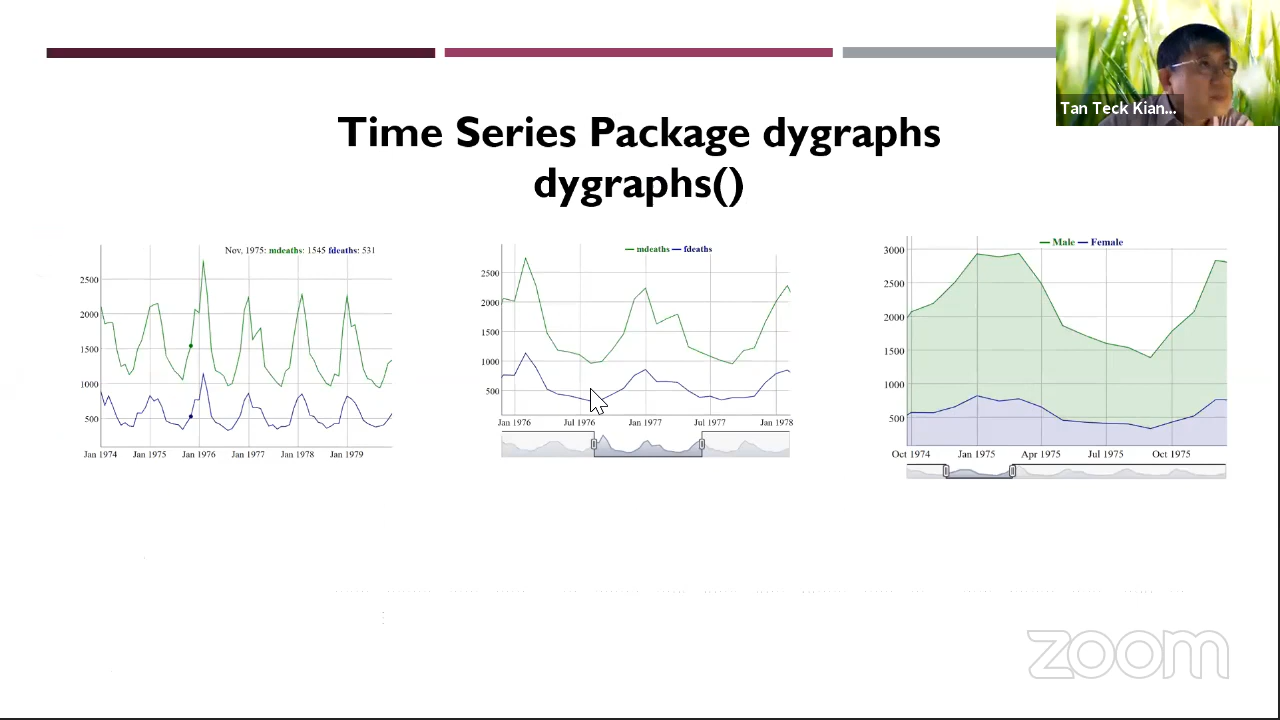 Tan Teck Kian...
Time Series Package dygraphs
dygraphs()
Nov, 1975: mdeaths: 1545 fdeaths: 531
2500
2000
1500
1000
500
Jan 1974 Jan 1975 Jan 1976 Jan 1977 Jan 1978 Jan 1979
mdeaths fdeaths
2500
2000
1500
1000
500
Jan 1976 Jul 1976 Jan 1977 Jul 1977 Jan 1978
Male Female
3000
2500
2000
1500
1000
500
Oct 1974 Jan 1975 Apr 1975 Jul 1975 Oct 1975
zoom